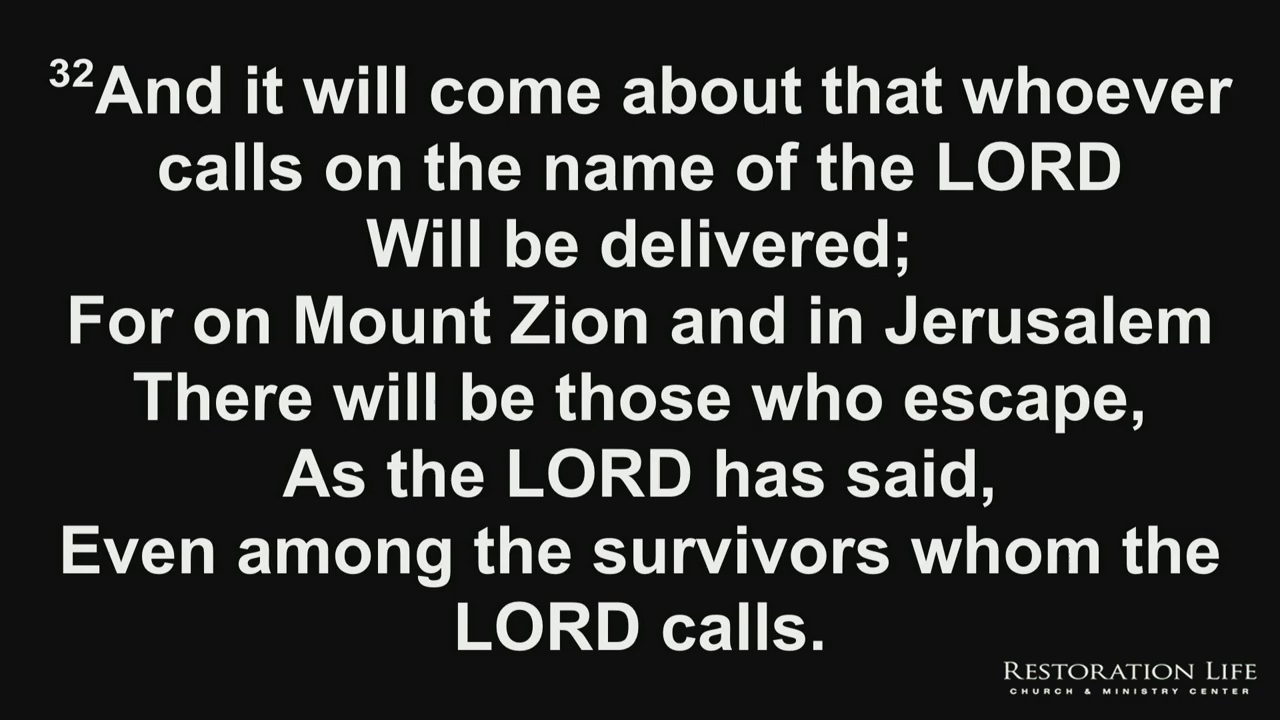 ³²And it will come about that whoever
calls on the name of the LORD
Will be delivered;
For on Mount Zion and in Jerusalem
There will be those who escape,
As the LORD has said,
Even among the survivors whom the
LORD calls.
RESTORATION LIFE
CHURCH & MINISTRY CENTER